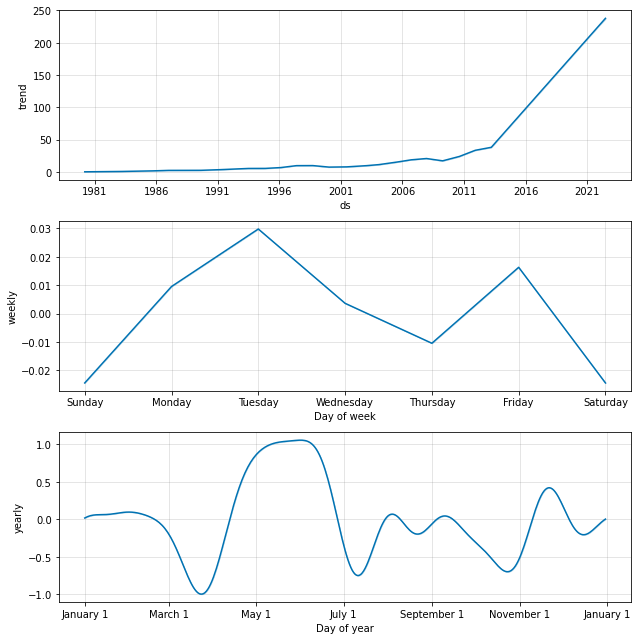 250
200
150
100
50
0
trend
1981 1986 1991 1996 2001 2006 2011 2016 2021
ds
0.03
0.02
0.01
0.00
−0.01
−0.02
weekly
Sunday Monday Tuesday Wednesday Thursday Friday Saturday
Day of week
1.0
0.5
0.0
−0.5
−1.0
yearly
January 1 March 1 May 1 July 1 September 1 November 1 January 1
Day of year